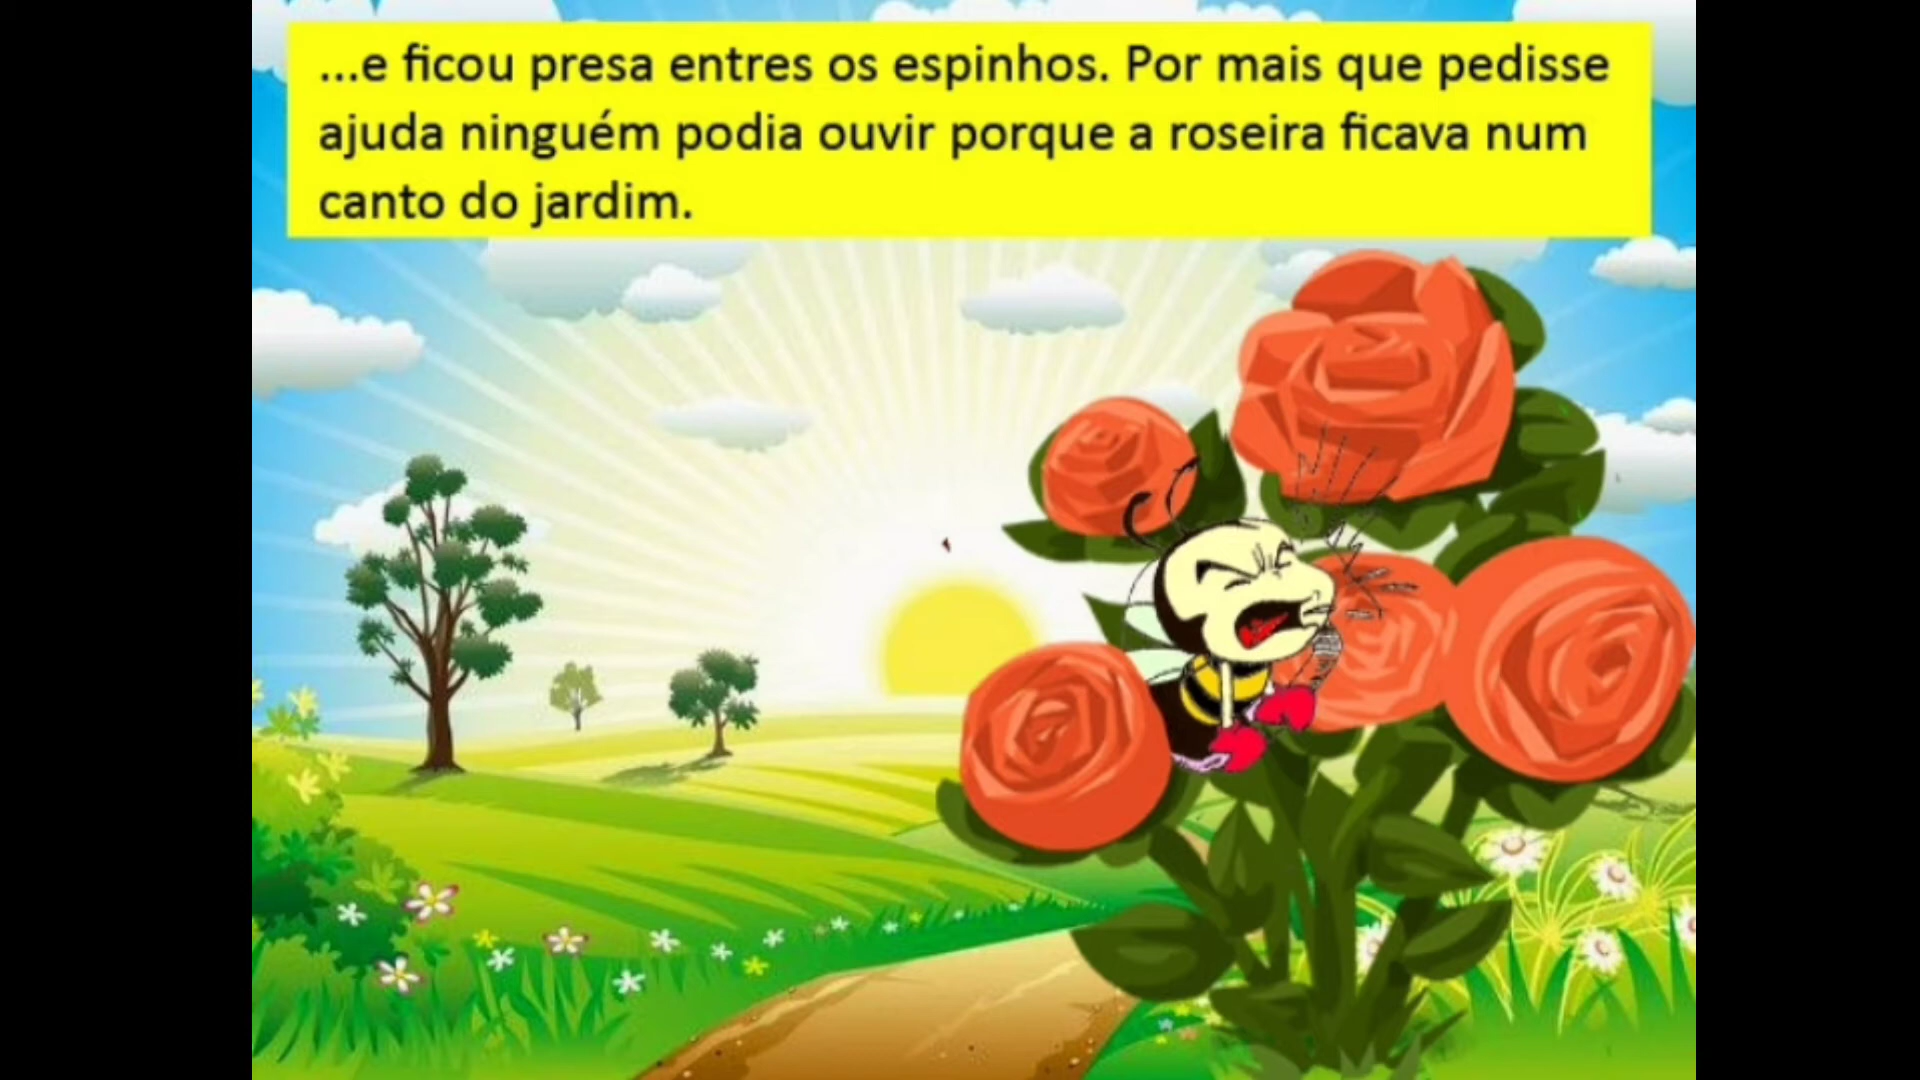 ...e ficou presa entres os espinhos. Por mais que pedisse
ajuda ninguém podia ouvir porque a roseira ficava num
canto do jardim.